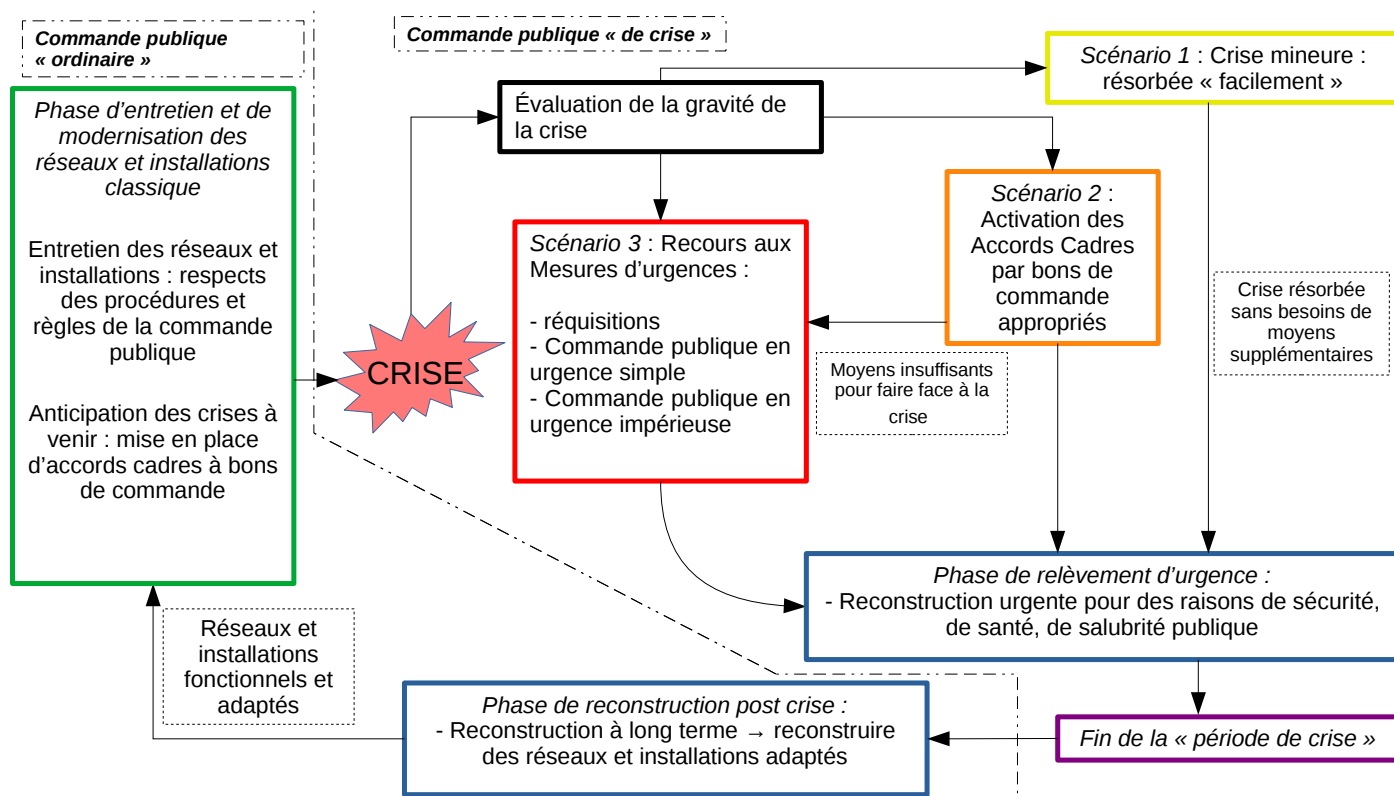 Commande publique
« ordinaire »
Commande publique « de crise »
Phase d'entretien et de
modernisation des
réseaux et installations
classique
Entretien des réseaux et
installations : respects
des procédures et
règles de la commande
publique
Anticipation des crises à
venir : mise en place
d'accords cadres à bons
de commande
CRISE
Évaluation de la gravité de
la crise
Scénario 1 : Crise mineure :
résorbée « facilement »
Scénario 2 :
Activation des
Accords Cadres
par bons de
commande
appropriés
Scénario 3 : Recours aux
Mesures d'urgences :
- réquisitions
- Commande publique en
urgence simple
- Commande publique en
urgence impérieuse
Moyens insuffisants
pour faire face à la
crise
Crise résorbée
sans besoins de
moyens
supplémentaires
Phase de relèvement d'urgence :
- Reconstruction urgente pour des raisons de sécurité,
de santé, de salubrité publique
Fin de la « période de crise »
Phase de reconstruction post crise :
- Reconstruction à long terme → reconstruire
des réseaux et installations adaptés
Réseaux et
installations
fonctionnels et
adaptés